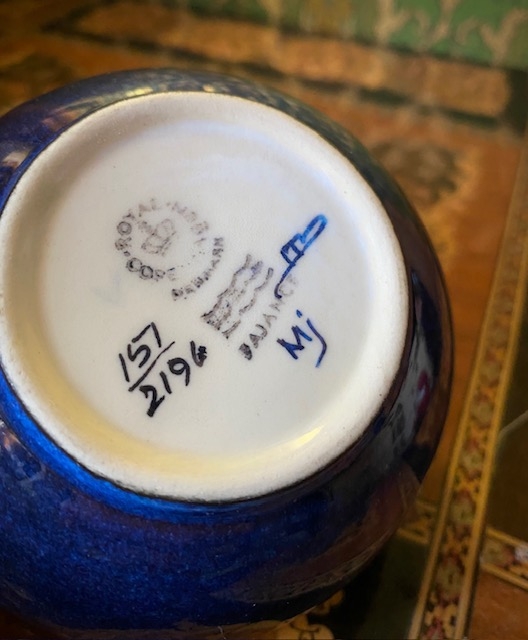 ROYAL
DENMARK
FAJANCE
157
2196
Mj